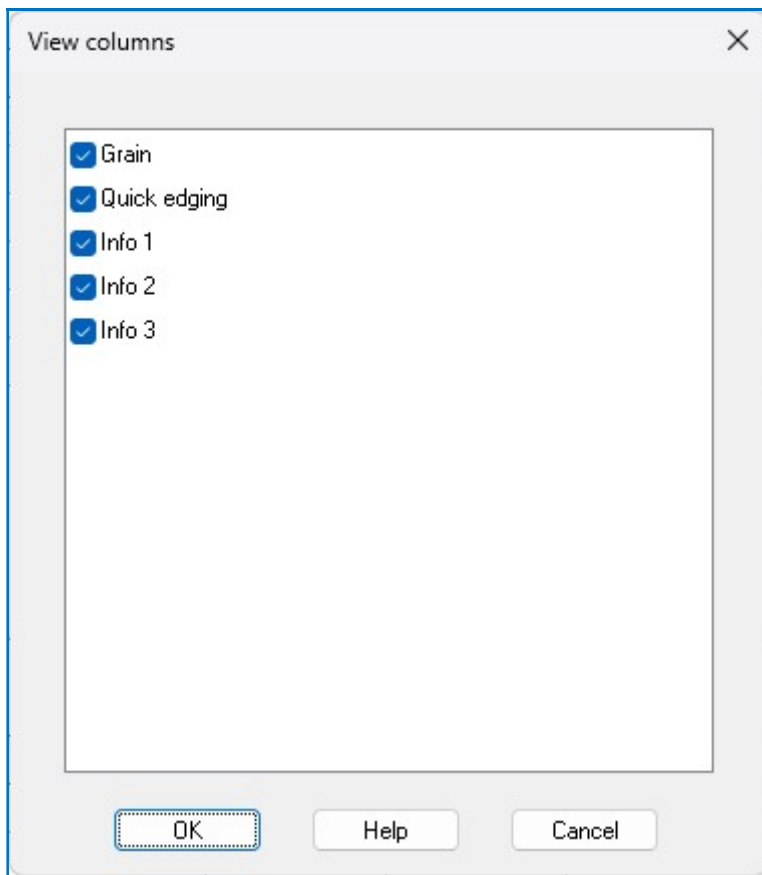 View columns
Grain
Quick edging
Info 1
Info 2
Info 3
OK Help Cancel